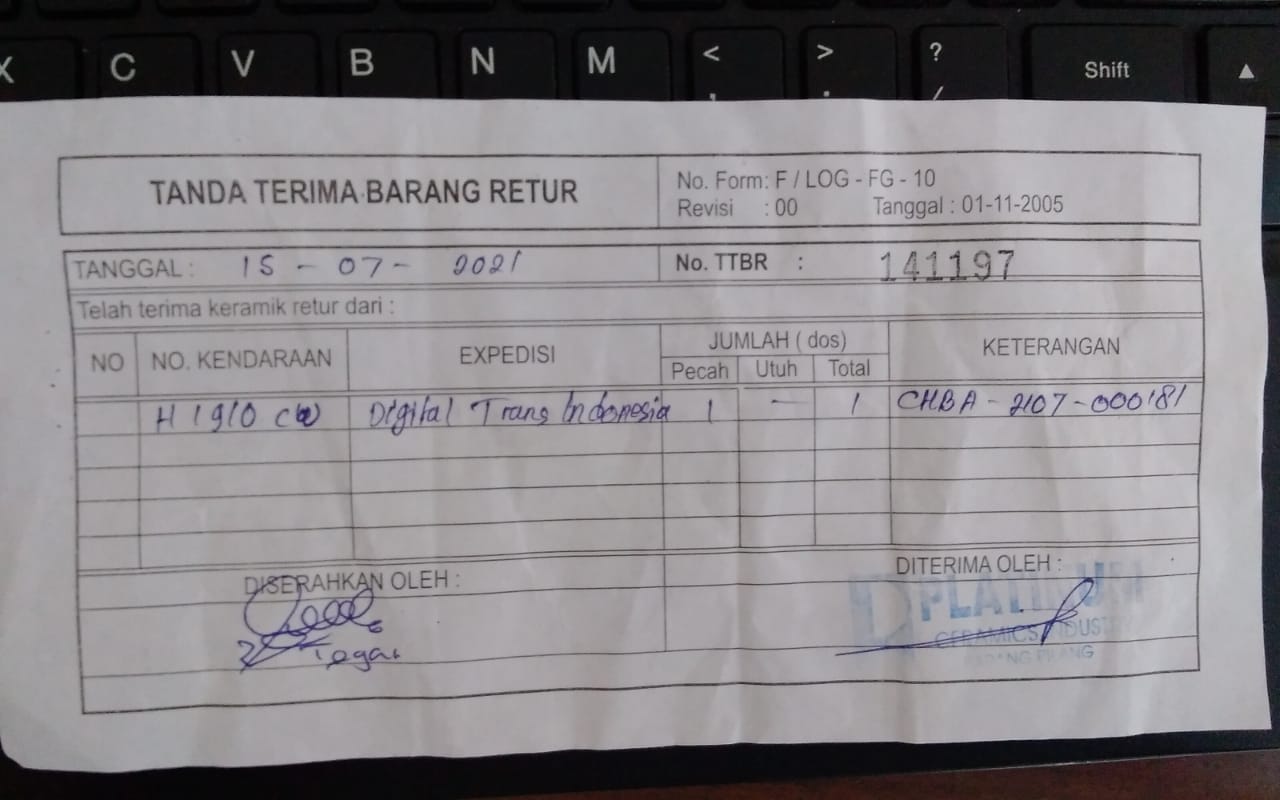 X C V B N M < , > . ? / Shift ▲
TANDA TERIMA BARANG RETUR
No. Form: F / LOG - FG - 10
Revisi : 00 Tanggal : 01-11-2005
TANGGAL : 15 - 07 - 2021
No. TTBR : 141197
Telah terima keramik retur dari :
NO NO. KENDARAAN EXPEDISI JUMLAH ( dos) KETERANGAN
Pecah Utuh Total
H 1910 CW Digital Trans Indonesia 1 - 1 CHBA - 2107 - 000181
DISERAHKAN OLEH :
DITERIMA OLEH :
PLATINUM
CERAMICS INDUSTRY
Tegar